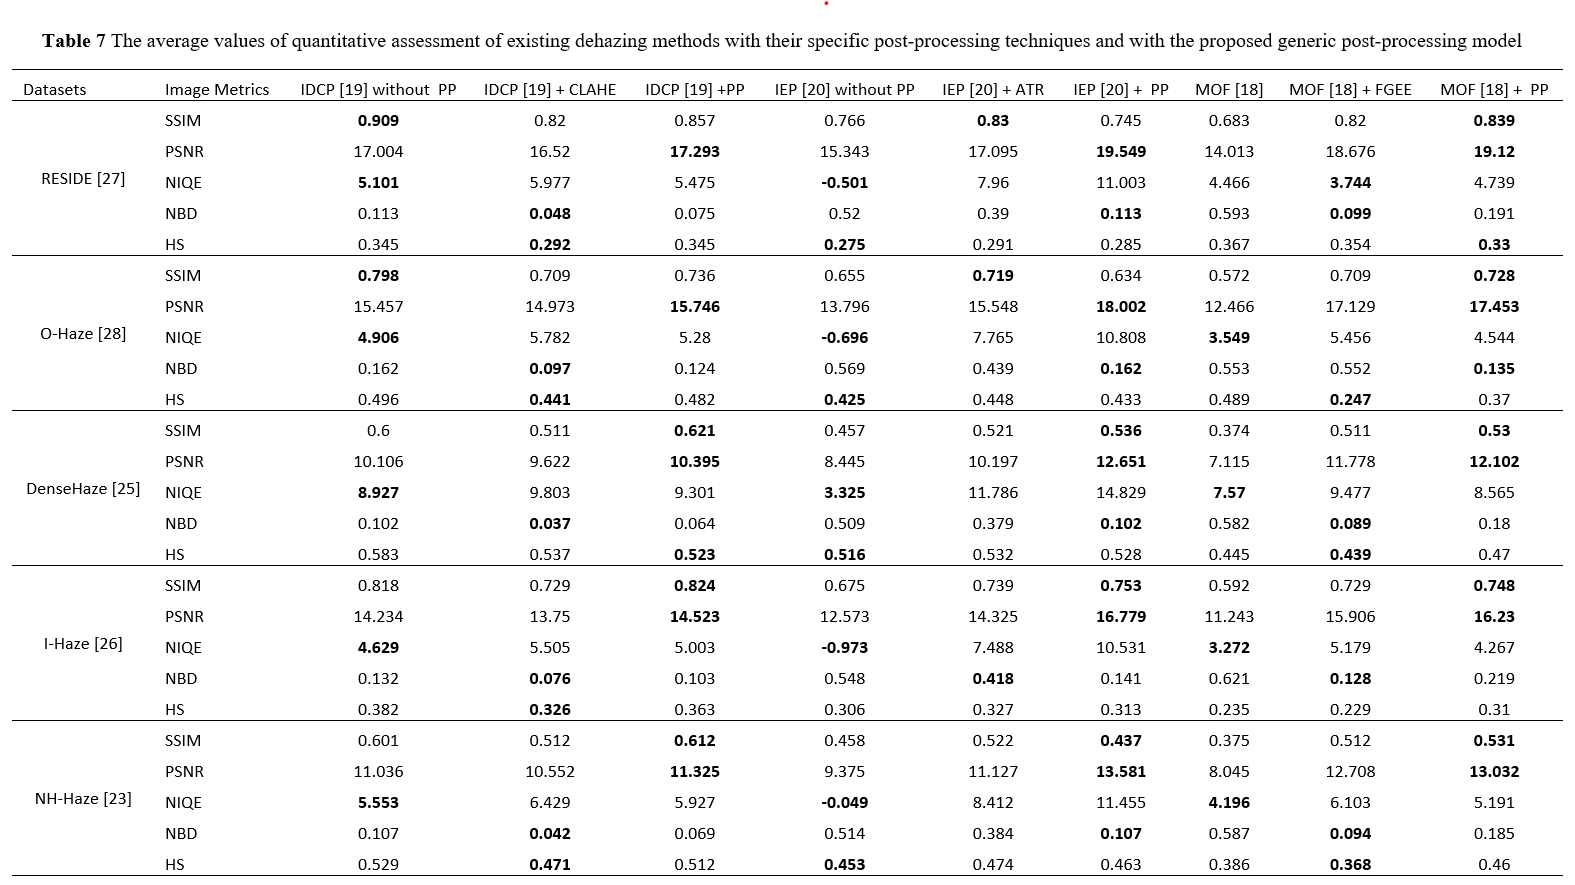 Table 7 The average values of quantitative assessment of existing dehazing methods with their specific post-processing techniques and with the proposed generic post-processing model
Datasets Image Metrics IDCP [19] without PP IDCP [19] + CLAHE IDCP [19] +PP IEP [20] without PP IEP [20] + ATR IEP [20] + PP MOF [18] MOF [18] + FGEE MOF [18] + PP
SSIM 0.909 0.82 0.857 0.766 0.83 0.745 0.683 0.82 0.839
PSNR 17.004 16.52 17.293 15.343 17.095 19.549 14.013 18.676 19.12
RESIDE [27] NIQE 5.101 5.977 5.475 -0.501 7.96 11.003 4.466 3.744 4.739
NBD 0.113 0.048 0.075 0.52 0.39 0.113 0.593 0.099 0.191
HS 0.345 0.292 0.345 0.275 0.291 0.285 0.367 0.354 0.33
SSIM 0.798 0.709 0.736 0.655 0.719 0.634 0.572 0.709 0.728
PSNR 15.457 14.973 15.746 13.796 15.548 18.002 12.466 17.129 17.453
O-Haze [28] NIQE 4.906 5.782 5.28 -0.696 7.765 10.808 3.549 5.456 4.544
NBD 0.162 0.097 0.124 0.569 0.439 0.162 0.553 0.552 0.135
HS 0.496 0.441 0.482 0.425 0.448 0.433 0.489 0.247 0.37
SSIM 0.6 0.511 0.621 0.457 0.521 0.536 0.374 0.511 0.53
PSNR 10.106 9.622 10.395 8.445 10.197 12.651 7.115 11.778 12.102
DenseHaze [25] NIQE 8.927 9.803 9.301 3.325 11.786 14.829 7.57 9.477 8.565
NBD 0.102 0.037 0.064 0.509 0.379 0.102 0.582 0.089 0.18
HS 0.583 0.537 0.523 0.516 0.532 0.528 0.445 0.439 0.47
SSIM 0.818 0.729 0.824 0.675 0.739 0.753 0.592 0.729 0.748
PSNR 14.234 13.75 14.523 12.573 14.325 16.779 11.243 15.906 16.23
I-Haze [26] NIQE 4.629 5.505 5.003 -0.973 7.488 10.531 3.272 5.179 4.267
NBD 0.132 0.076 0.103 0.548 0.418 0.141 0.621 0.128 0.219
HS 0.382 0.326 0.363 0.306 0.327 0.313 0.235 0.229 0.31
SSIM 0.601 0.512 0.612 0.458 0.522 0.437 0.375 0.512 0.531
PSNR 11.036 10.552 11.325 9.375 11.127 13.581 8.045 12.708 13.032
NH-Haze [23] NIQE 5.553 6.429 5.927 -0.049 8.412 11.455 4.196 6.103 5.191
NBD 0.107 0.042 0.069 0.514 0.384 0.107 0.587 0.094 0.185
HS 0.529 0.471 0.512 0.453 0.474 0.463 0.386 0.368 0.46